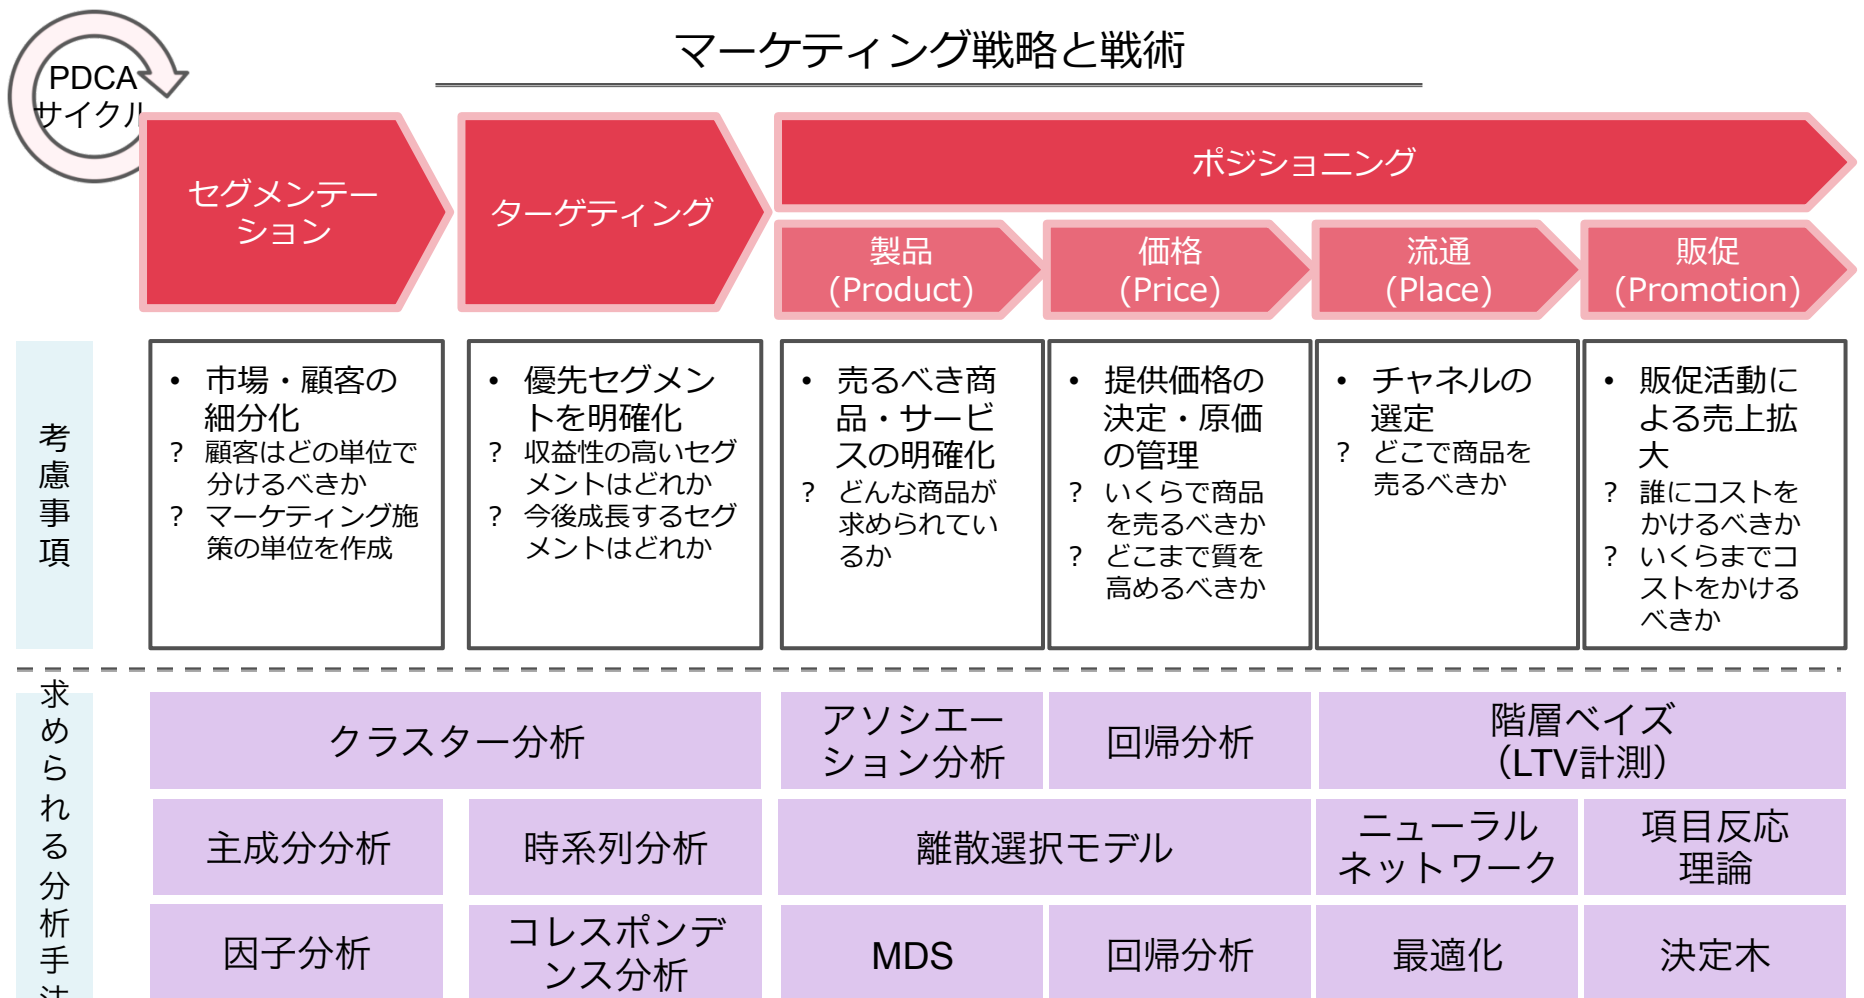 マーケティング戦略と戦術
PDCA
サイクル
セグメンテー
ション
ターゲティング
ポジショニング
製品
(Product)
価格
(Price)
流通
(Place)
販促
(Promotion)
考
慮
事
項
• 市場・顧客の
細分化
? 顧客はどの単位で
分けるべきか
? マーケティング施
策の単位を作成
• 優先セグメン
トを明確化
? 収益性の高いセグ
メントはどれか
? 今後成長するセグ
メントはどれか
• 売るべき商
品・サービ
スの明確化
? どんな商品が
求められてい
るか
• 提供価格の
決定・原価
の管理
? いくらで商品
を売るべきか
? どこまで質を
高めるべきか
• チャネルの
選定
? どこで商品を
売るべきか
• 販促活動に
よる売上拡
大
? 誰にコストを
かけるべきか
? いくらまでコ
ストをかける
べきか
求
め
ら
れ
る
分
析
手
法
クラスター分析
アソシエー
ション分析
回帰分析
階層ベイズ
（LTV計測）
主成分分析
時系列分析
離散選択モデル
ニューラル
ネットワーク
項目反応
理論
因子分析
コレスポンデ
ンス分析
MDS
回帰分析
最適化
決定木